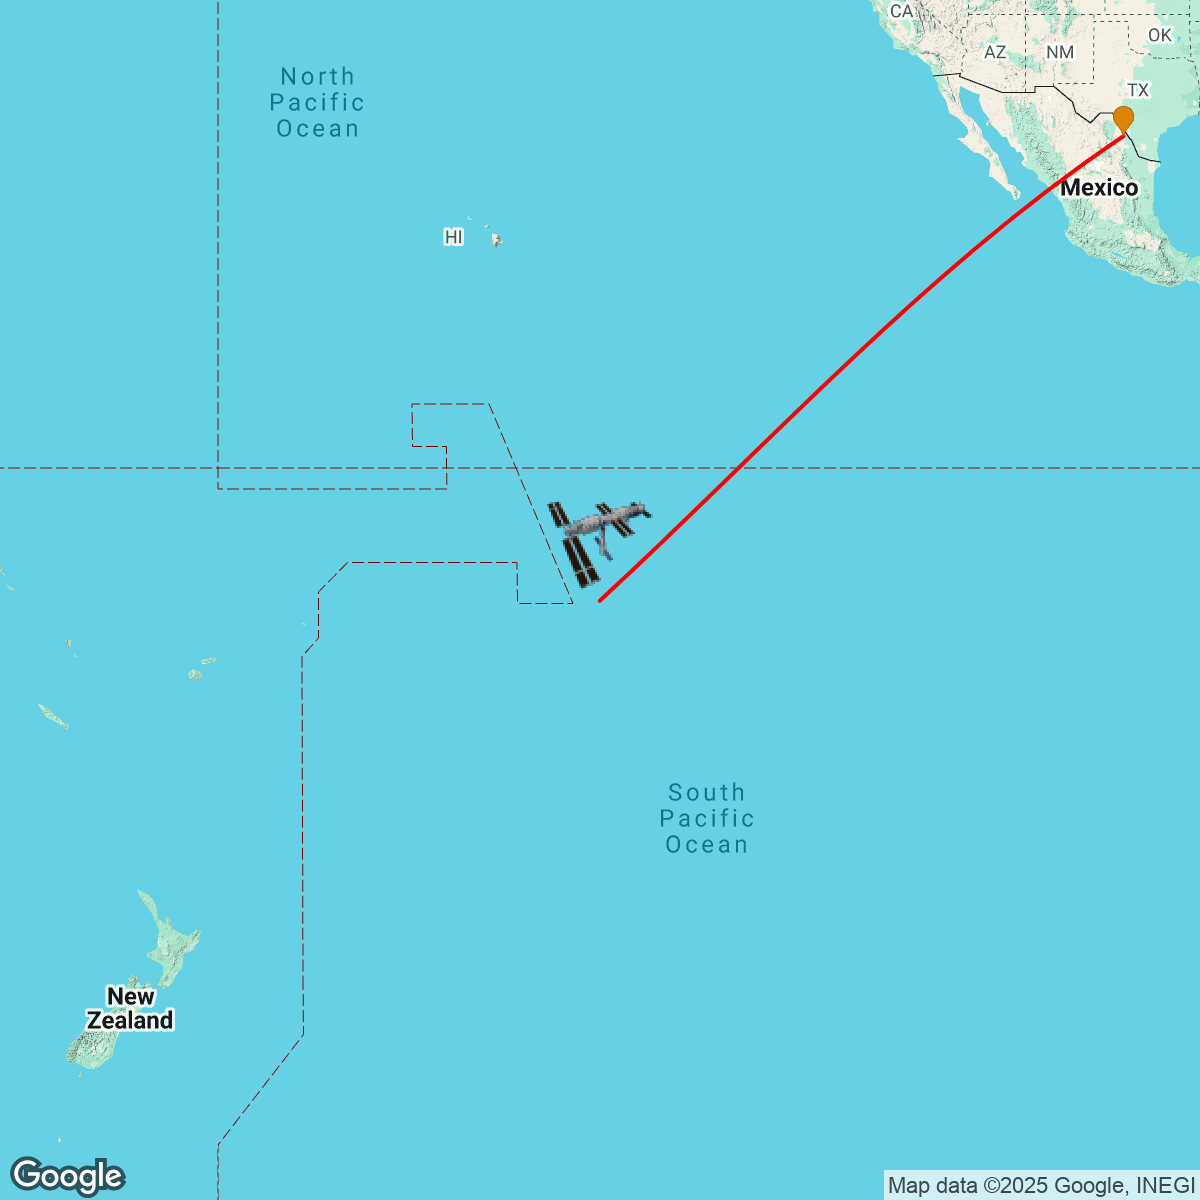 CA
OK
AZ
NM
North
Pacific
Ocean
TX
Mexico
HI
South
Pacific
Ocean
New
Zealand
Google
Map data ©2025 Google, INEGI